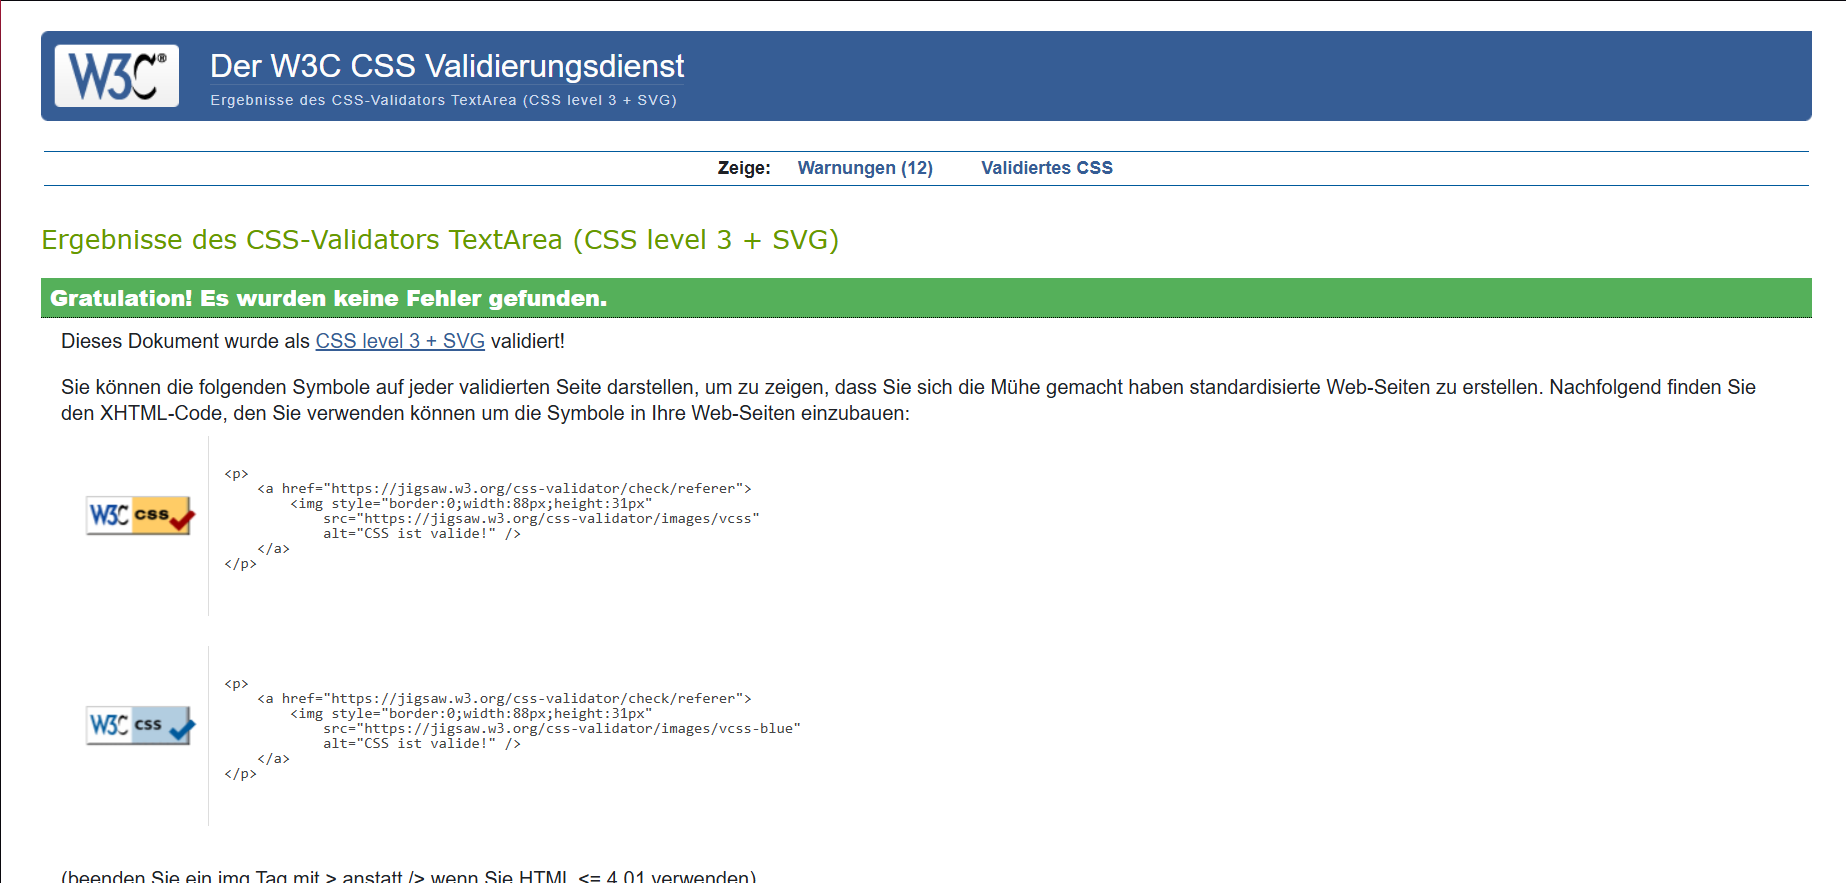 W3C®
Der W3C CSS Validierungsdienst
Ergebnisse des CSS-Validators TextArea (CSS level 3 + SVG)
Zeige: Warnungen (12) Validiertes CSS
Ergebnisse des CSS-Validators TextArea (CSS level 3 + SVG)
Gratulation! Es wurden keine Fehler gefunden.
Dieses Dokument wurde als CSS level 3 + SVG validiert!
Sie können die folgenden Symbole auf jeder validierten Seite darstellen, um zu zeigen, dass Sie sich die Mühe gemacht haben standardisierte Web-Seiten zu erstellen. Nachfolgend finden Sie
den XHTML-Code, den Sie verwenden können um die Symbole in Ihre Web-Seiten einzubauen:
W3C css
<p>
    <a href="https://jigsaw.w3.org/css-validator/check/referer">
        <img style="border:0;width:88px;height:31px"
            src="https://jigsaw.w3.org/css-validator/images/vcss"
            alt="CSS ist valide!" />
    </a>
</p>
W3C css
<p>
    <a href="https://jigsaw.w3.org/css-validator/check/referer">
        <img style="border:0;width:88px;height:31px"
            src="https://jigsaw.w3.org/css-validator/images/vcss-blue"
            alt="CSS ist valide!" />
    </a>
</p>
(beenden Sie ein img Tag mit > anstatt /> wenn Sie HTML <= 4.01 verwenden)